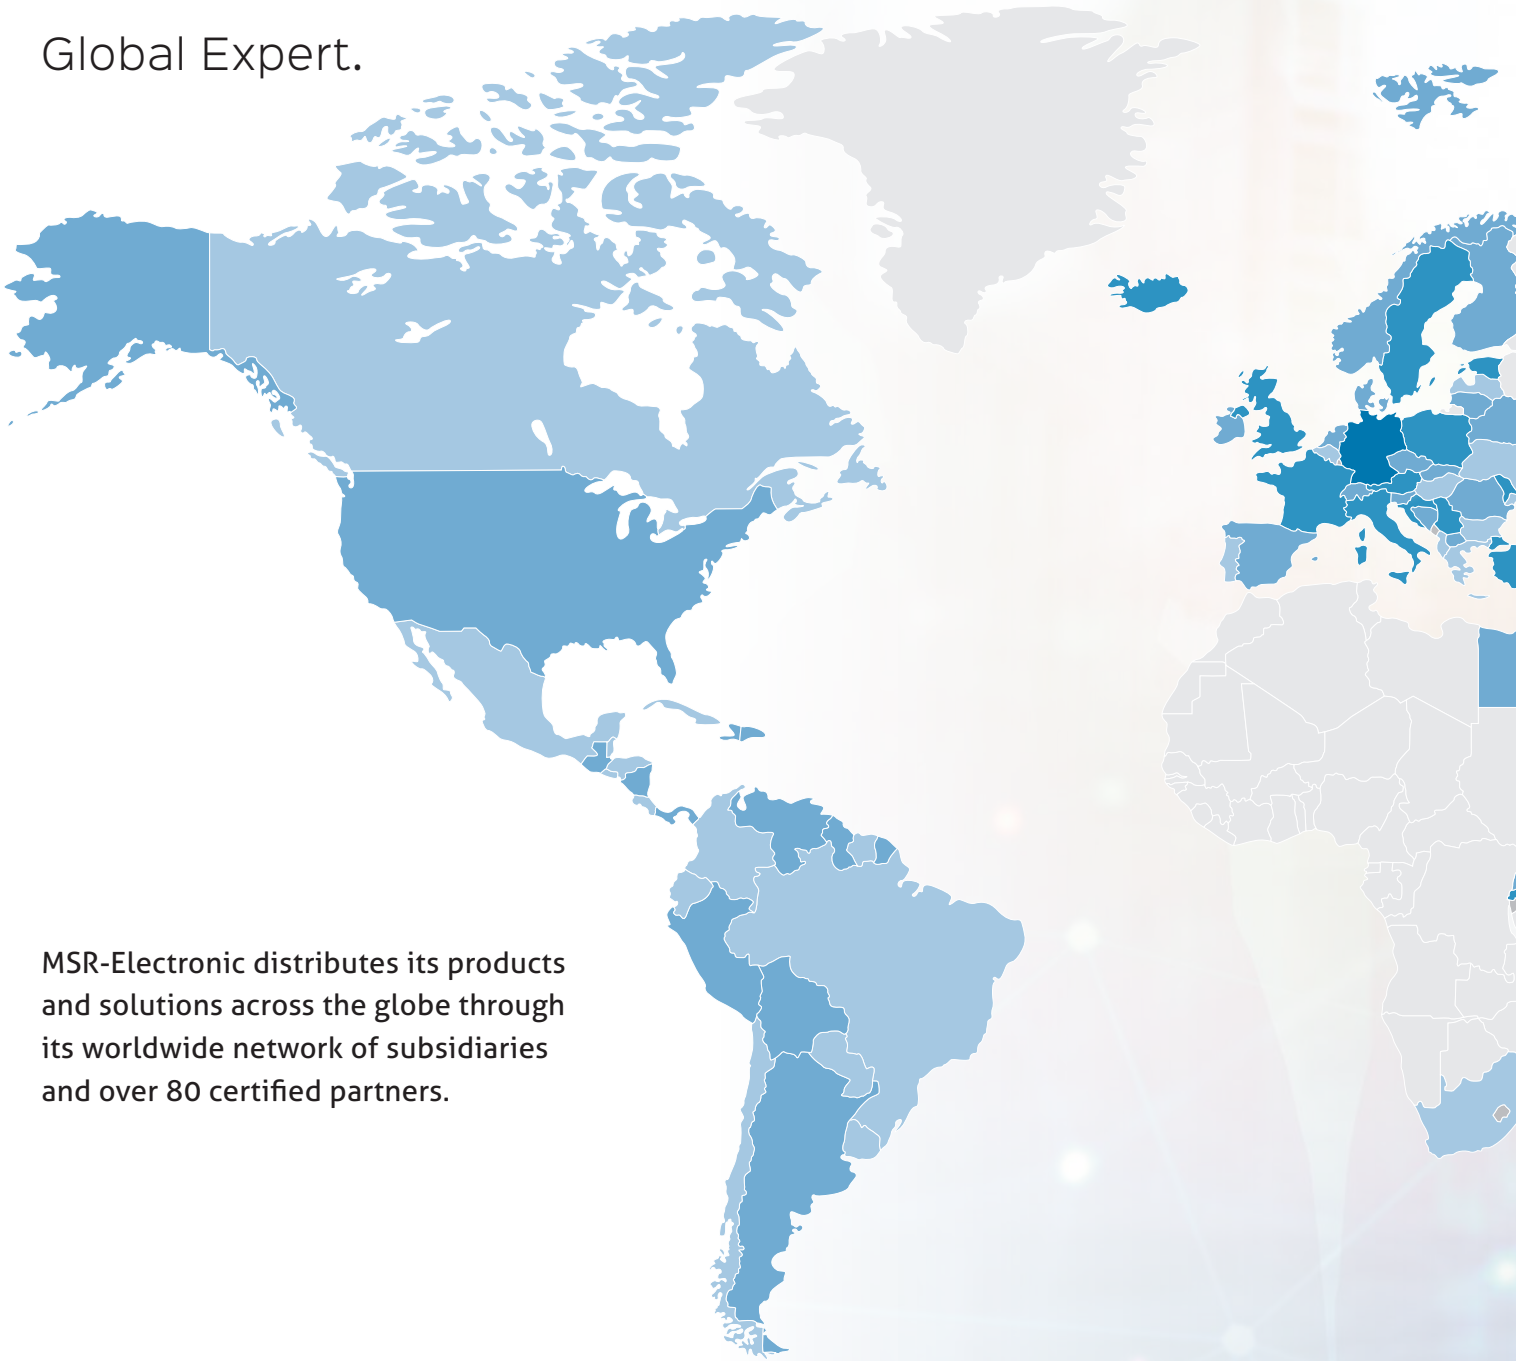 Global Expert.
MSR-Electronic distributes its products
and solutions across the globe through
its worldwide network of subsidiaries
and over 80 certified partners.